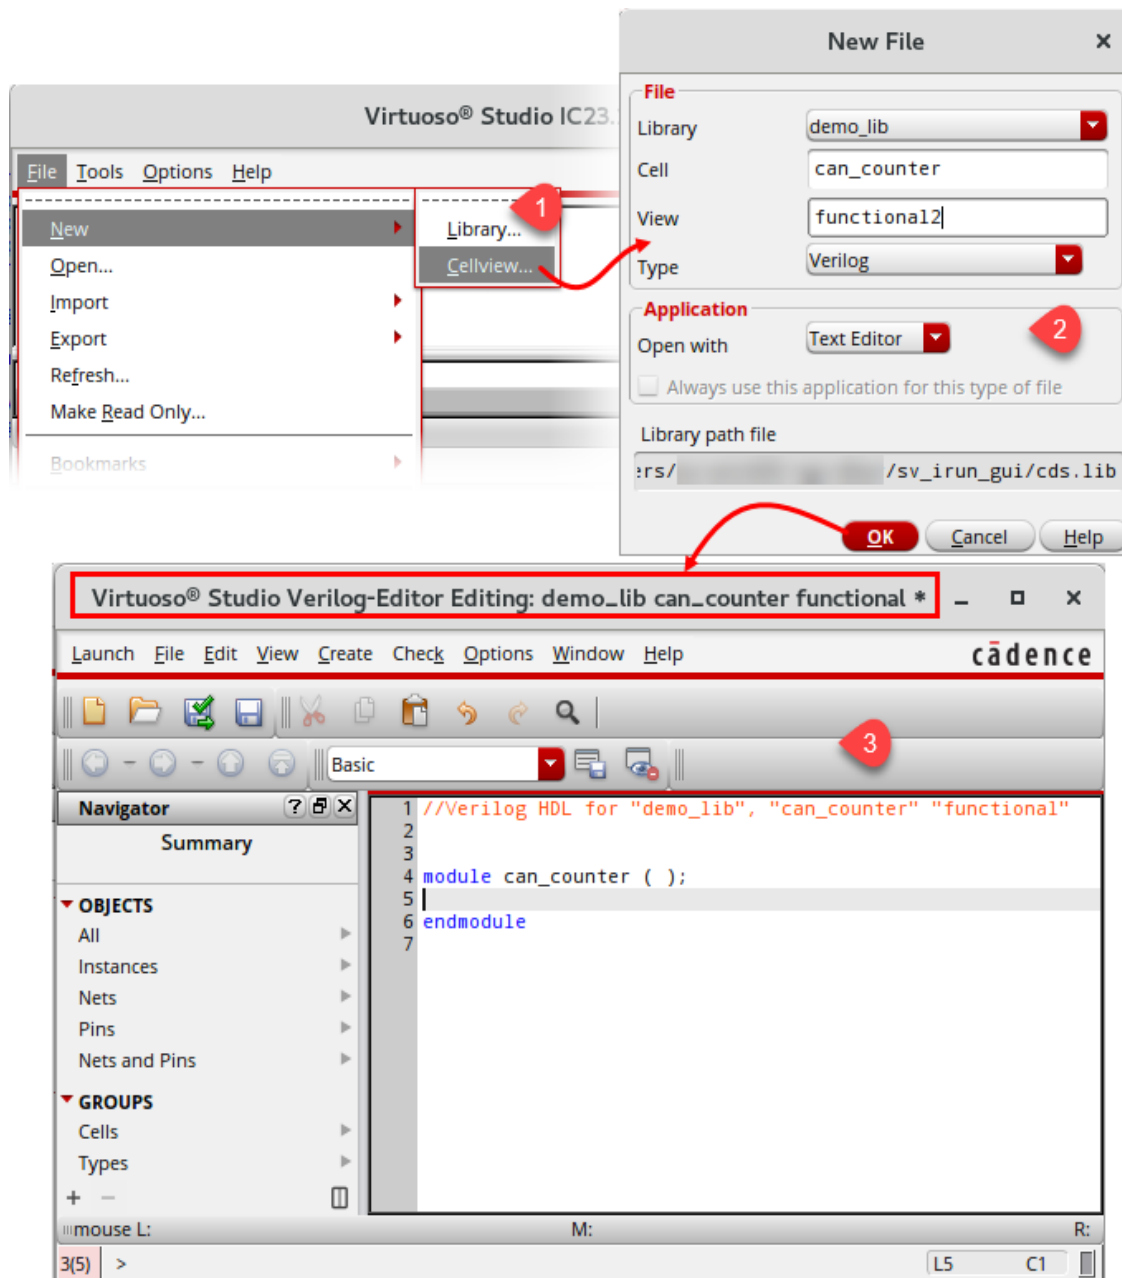 New File
File
Library demo_lib
Cell can_counter
View functional2
Type Verilog
Application
Open with Text Editor
Always use this application for this type of file
Library path file
ers/ /sv_irun_gui/cds.lib
OK Cancel Help
2
Virtuoso® Studio IC23.
File Tools Options Help
New
Open...
Import
Export
Refresh...
Make Read Only...
Bookmarks
Library...
Cellview...
1
Virtuoso® Studio Verilog-Editor Editing: demo_lib can_counter functional *
Launch File Edit View Create Check Options Window Help
cādence
Basic
3
Navigator
Summary
OBJECTS
All
Instances
Nets
Pins
Nets and Pins
GROUPS
Cells
Types
1 //Verilog HDL for "demo_lib", "can_counter" "functional"
2
3
4 module can_counter ( );
5
6 endmodule
7
mouse L: M: R:
3(5) > L5 C1